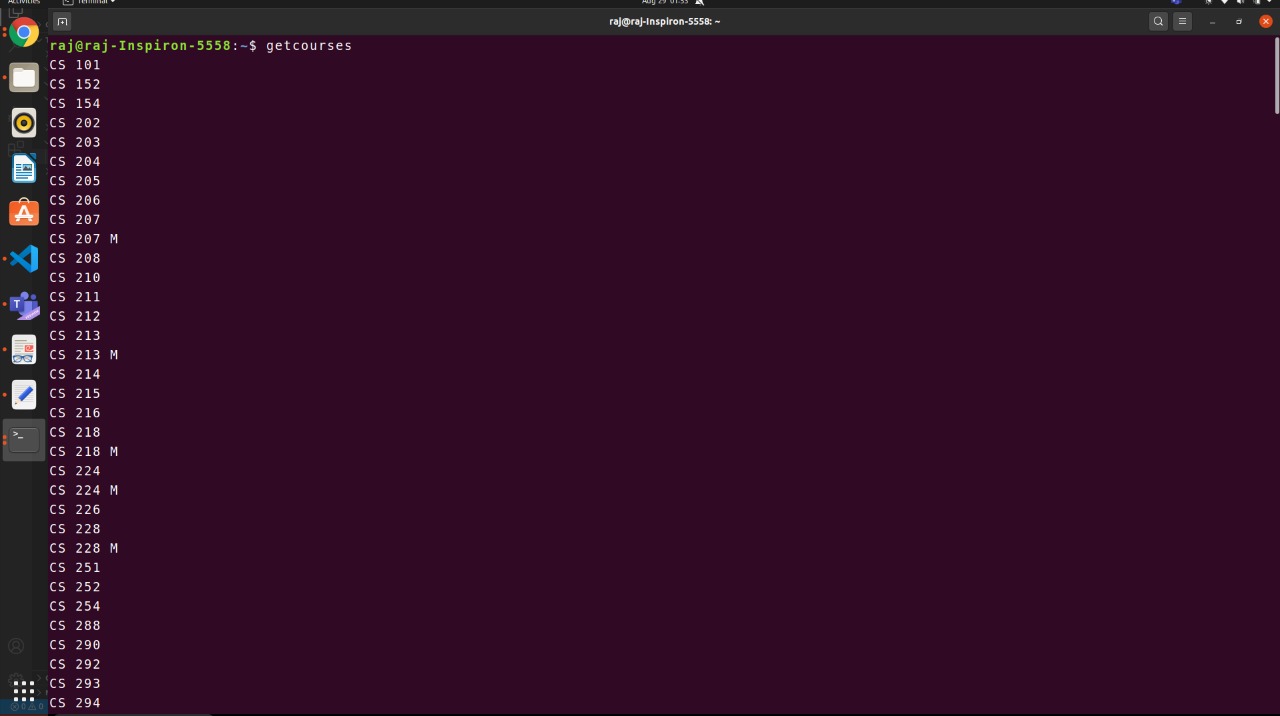 Activities Terminal Aug 29 01:33
raj@raj-Inspiron-5558: ~
raj@raj-Inspiron-5558:~$ getcourses
CS 101
CS 152
CS 154
CS 202
CS 203
CS 204
CS 205
CS 206
CS 207
CS 207 M
CS 208
CS 210
CS 211
CS 212
CS 213
CS 213 M
CS 214
CS 215
CS 216
CS 218
CS 218 M
CS 224
CS 224 M
CS 226
CS 228
CS 228 M
CS 251
CS 252
CS 254
CS 288
CS 290
CS 292
CS 293
CS 294